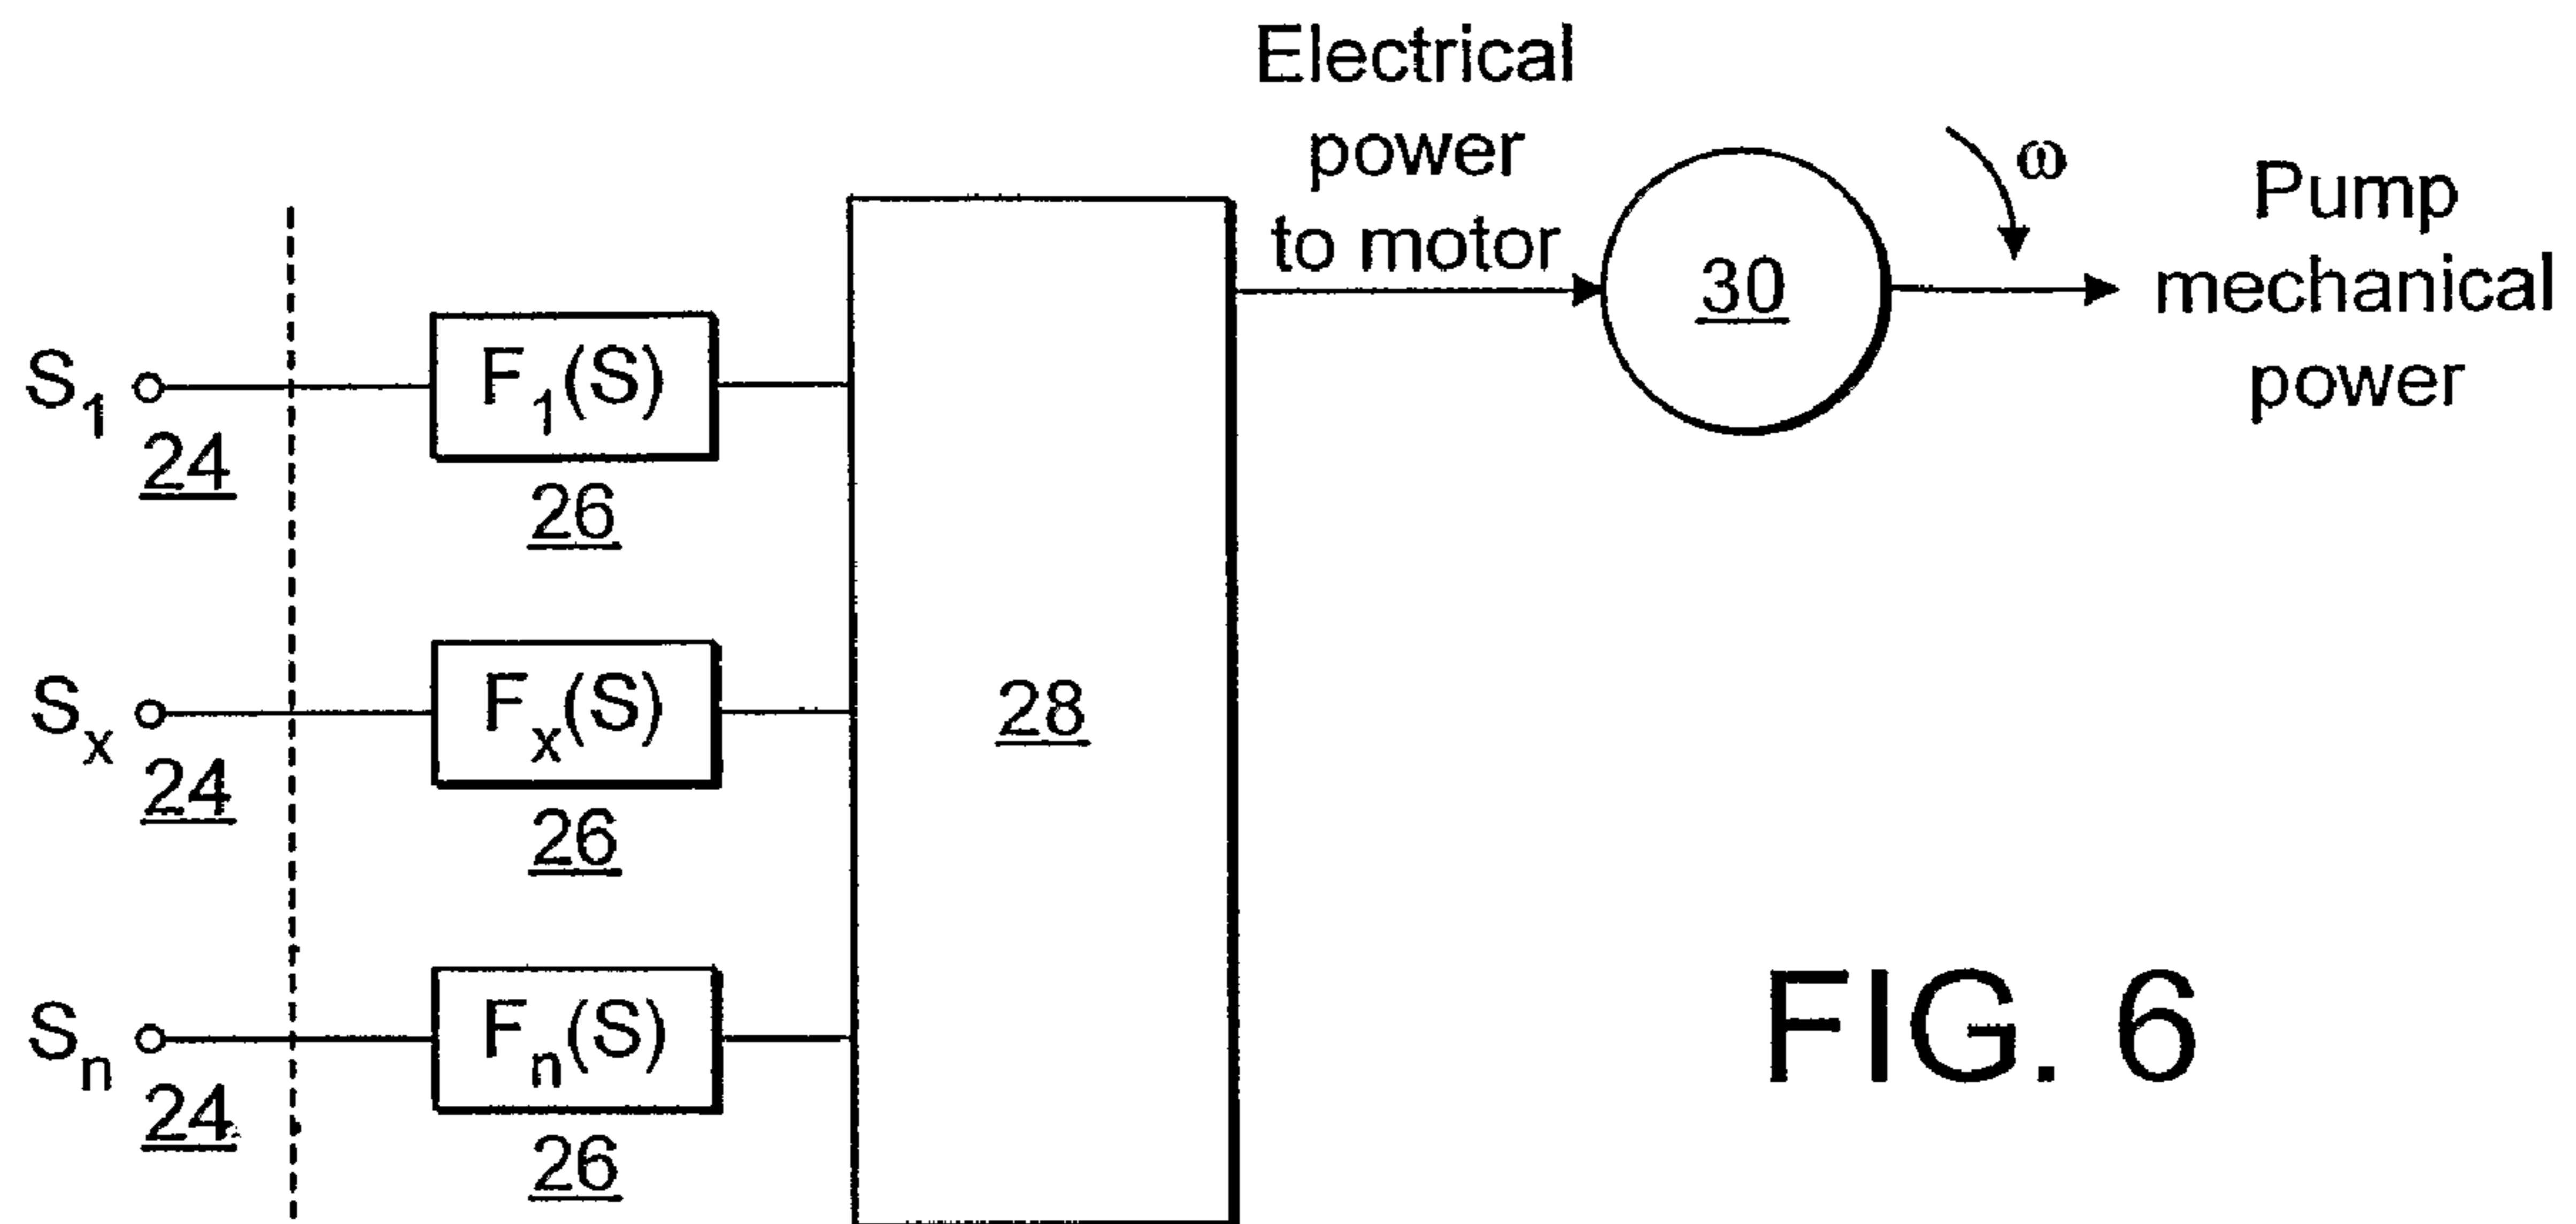 Electrical
power
to motor
ω
Pump
mechanical
power
30
S1
24
F1(S)
26
Sx
24
Fx(S)
26
28
Sn
24
Fn(S)
26
FIG. 6